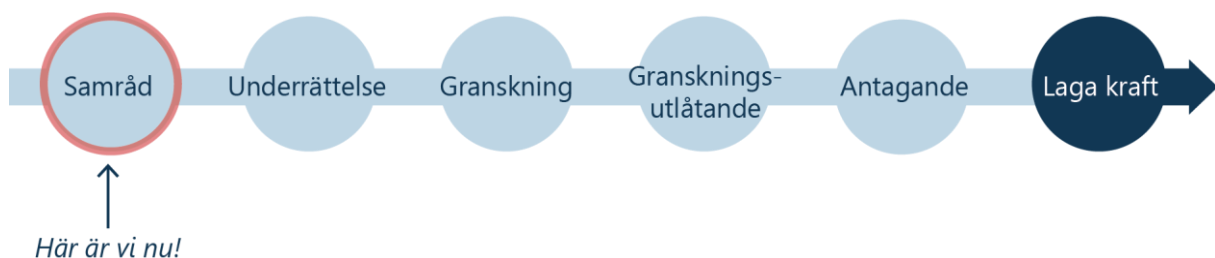 Samråd
Underrättelse
Granskning
Gransknings-
utlåtande
Antagande
Laga kraft
Här är vi nu!